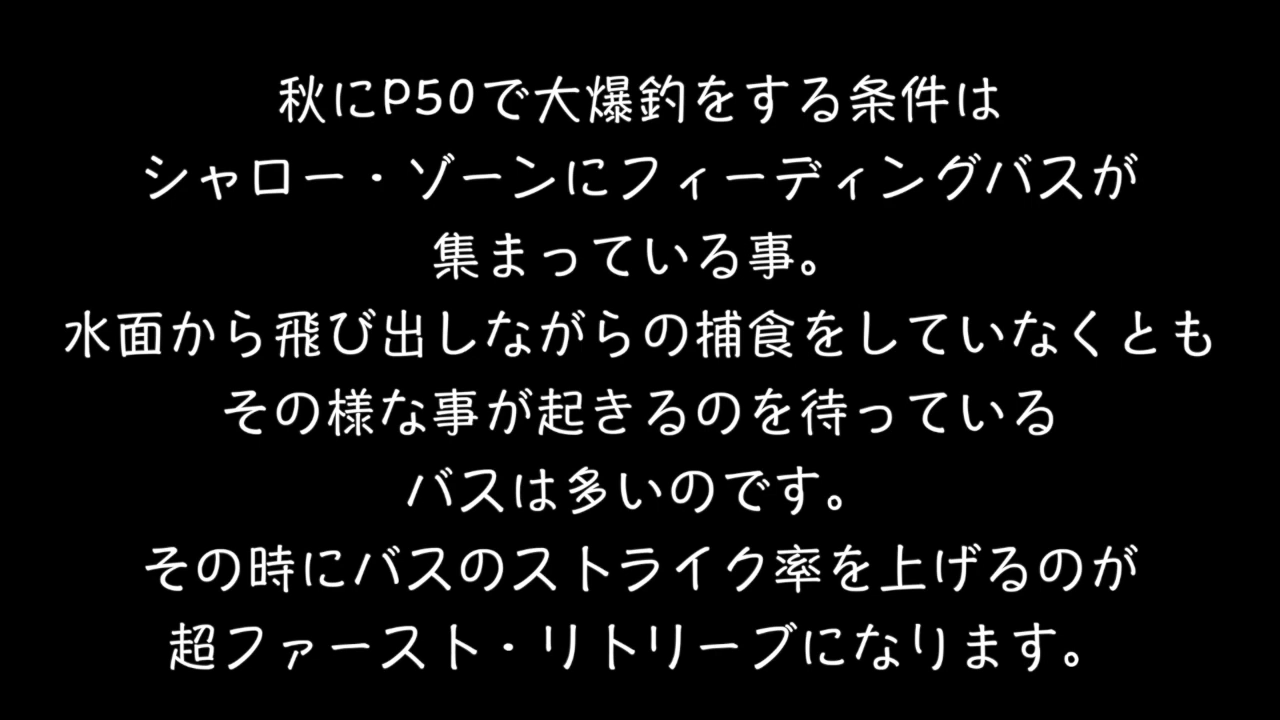 秋にP50で大爆釣をする条件は
シャロー・ゾーンにフィーディングバスが
集まっている事。
水面から飛び出しながらの捕食をしていなくとも
その様な事が起きるのを待っている
バスは多いのです。
その時にバスのストライク率を上げるのが
超ファースト・リトリーブになります。